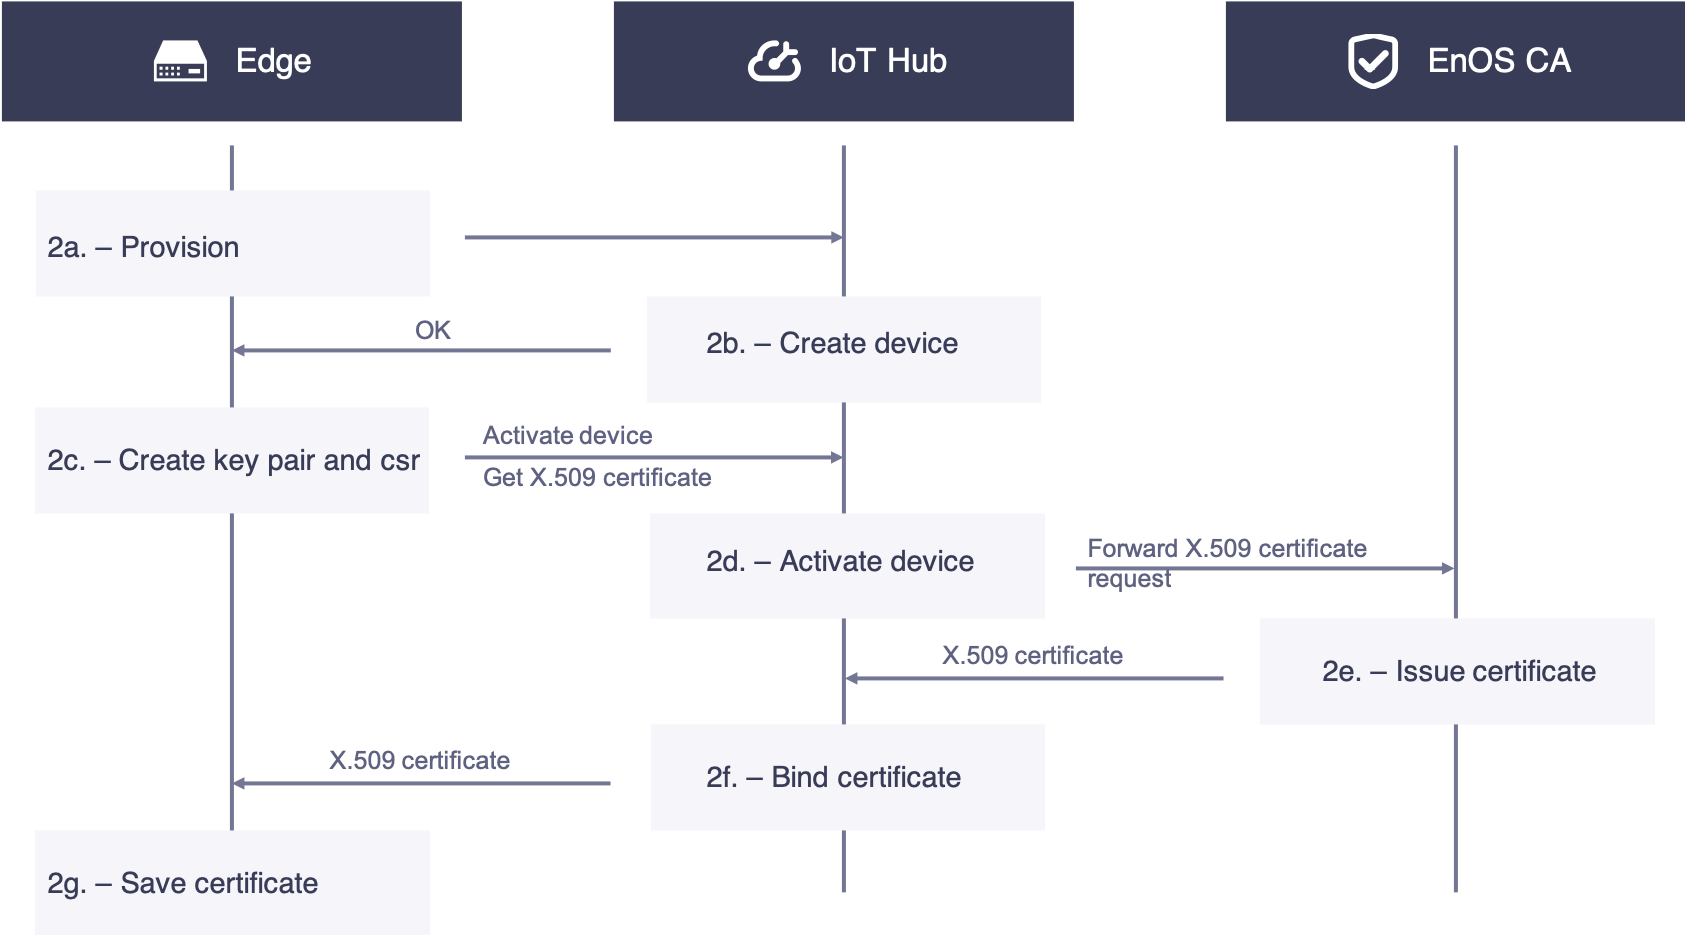 Edge
IoT Hub
EnOS CA
2a. – Provision
OK
2b. – Create device
2c. – Create key pair and csr
Activate device
Get X.509 certificate
2d. – Activate device
Forward X.509 certificate
request
X.509 certificate
2e. – Issue certificate
X.509 certificate
2f. – Bind certificate
2g. – Save certificate